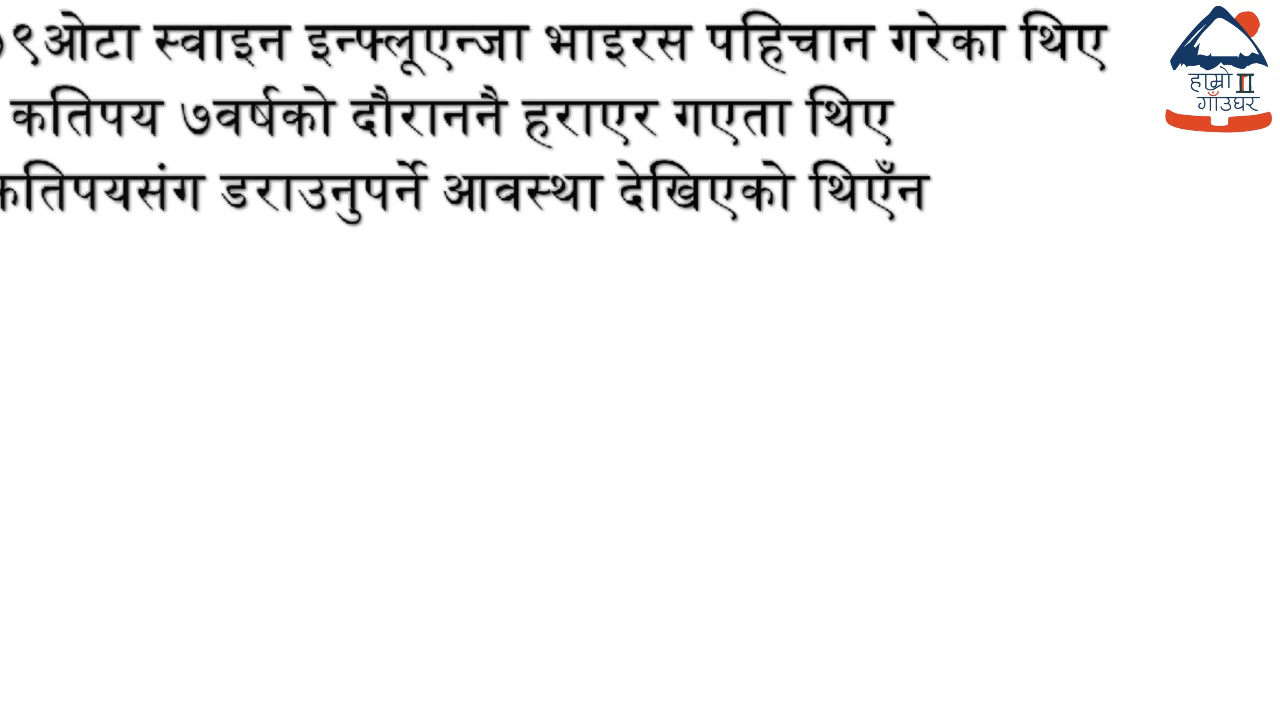 ९ओटा स्वाइन इन्फ्लूएन्जा भाइरस पहिचान गरेका थिए
कतिपय ७वर्षको दौराननै हराएर गएता थिए
कतिपयसंग डराउनुपर्ने आवस्था देखिएको थिएँन
हाम्रो
गाँउघर